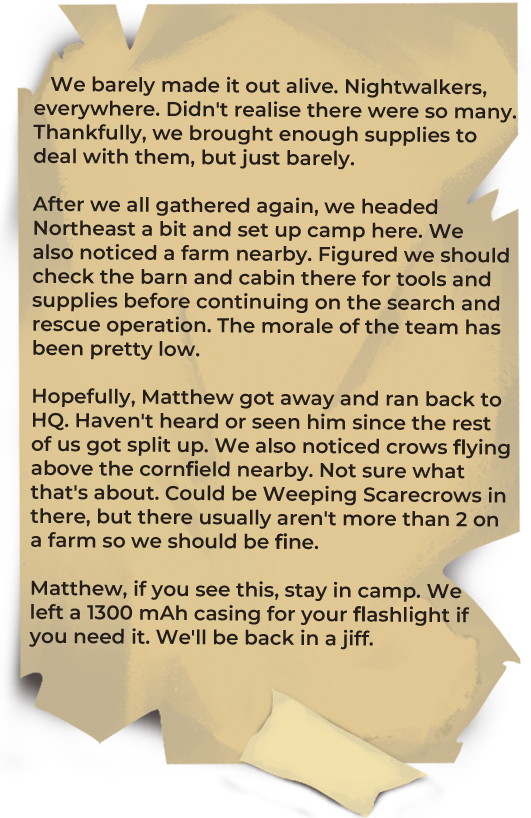 We barely made it out alive. Nightwalkers,
everywhere. Didn't realise there were so many.
Thankfully, we brought enough supplies to
deal with them, but just barely.
After we all gathered again, we headed
Northeast a bit and set up camp here. We
also noticed a farm nearby. Figured we should
check the barn and cabin there for tools and
supplies before continuing on the search and
rescue operation. The morale of the team has
been pretty low.
Hopefully, Matthew got away and ran back to
HQ. Haven't heard or seen him since the rest
of us got split up. We also noticed crows flying
above the cornfield nearby. Not sure what
that's about. Could be Weeping Scarecrows in
there, but there usually aren't more than 2 on
a farm so we should be fine.
Matthew, if you see this, stay in camp. We
left a 1300 mAh casing for your flashlight if
you need it. We'll be back in a jiff.